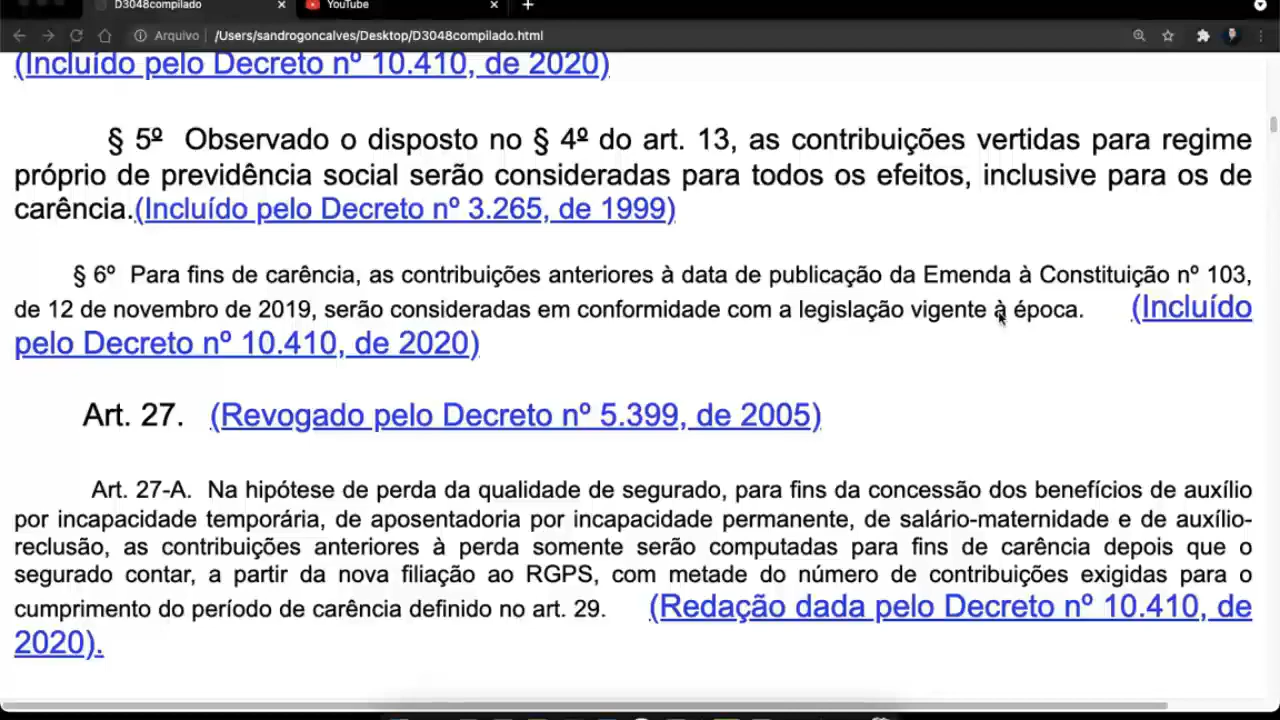 D3048compilado
YouTube
Arquivo | /Users/sandrogoncalves/Desktop/D3048compilado.html
(Incluído pelo Decreto nº 10.410, de 2020)
§ 5º Observado o disposto no § 4º do art. 13, as contribuições vertidas para regime
próprio de previdência social serão consideradas para todos os efeitos, inclusive para os de
carência.(Incluído pelo Decreto nº 3.265, de 1999)
§ 6º Para fins de carência, as contribuições anteriores à data de publicação da Emenda à Constituição nº 103,
de 12 de novembro de 2019, serão consideradas em conformidade com a legislação vigente à época. (Incluído
pelo Decreto nº 10.410, de 2020)
Art. 27. (Revogado pelo Decreto nº 5.399, de 2005)
Art. 27-A. Na hipótese de perda da qualidade de segurado, para fins da concessão dos benefícios de auxílio
por incapacidade temporária, de aposentadoria por incapacidade permanente, de salário-maternidade e de auxílio-
reclusão, as contribuições anteriores à perda somente serão computadas para fins de carência depois que o
segurado contar, a partir da nova filiação ao RGPS, com metade do número de contribuições exigidas para o
cumprimento do período de carência definido no art. 29. (Redação dada pelo Decreto nº 10.410, de
2020).